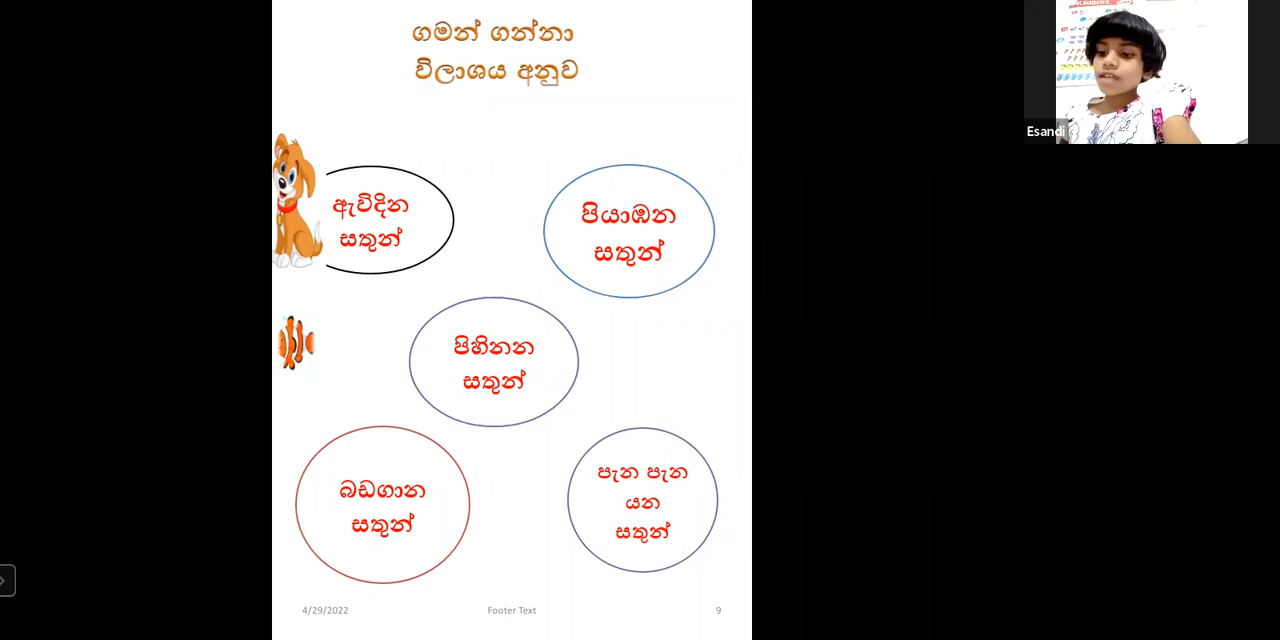 ගමන් ගන්නා
විලාශය අනුව
ඇවිදින
සතුන්
පියාඹන
සතුන්
පිහිනන
සතුන්
බඩගාන
සතුන්
පැන පැන
යන
සතුන්
4/29/2022
Footer Text
9
NUMBERS
Esandi